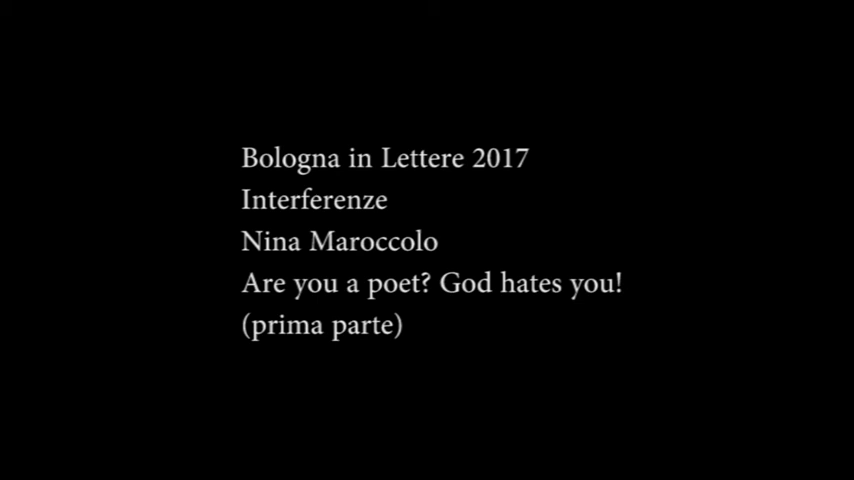 Bologna in Lettere 2017
Interferenze
Nina Maroccolo
Are you a poet? God hates you!
(prima parte)